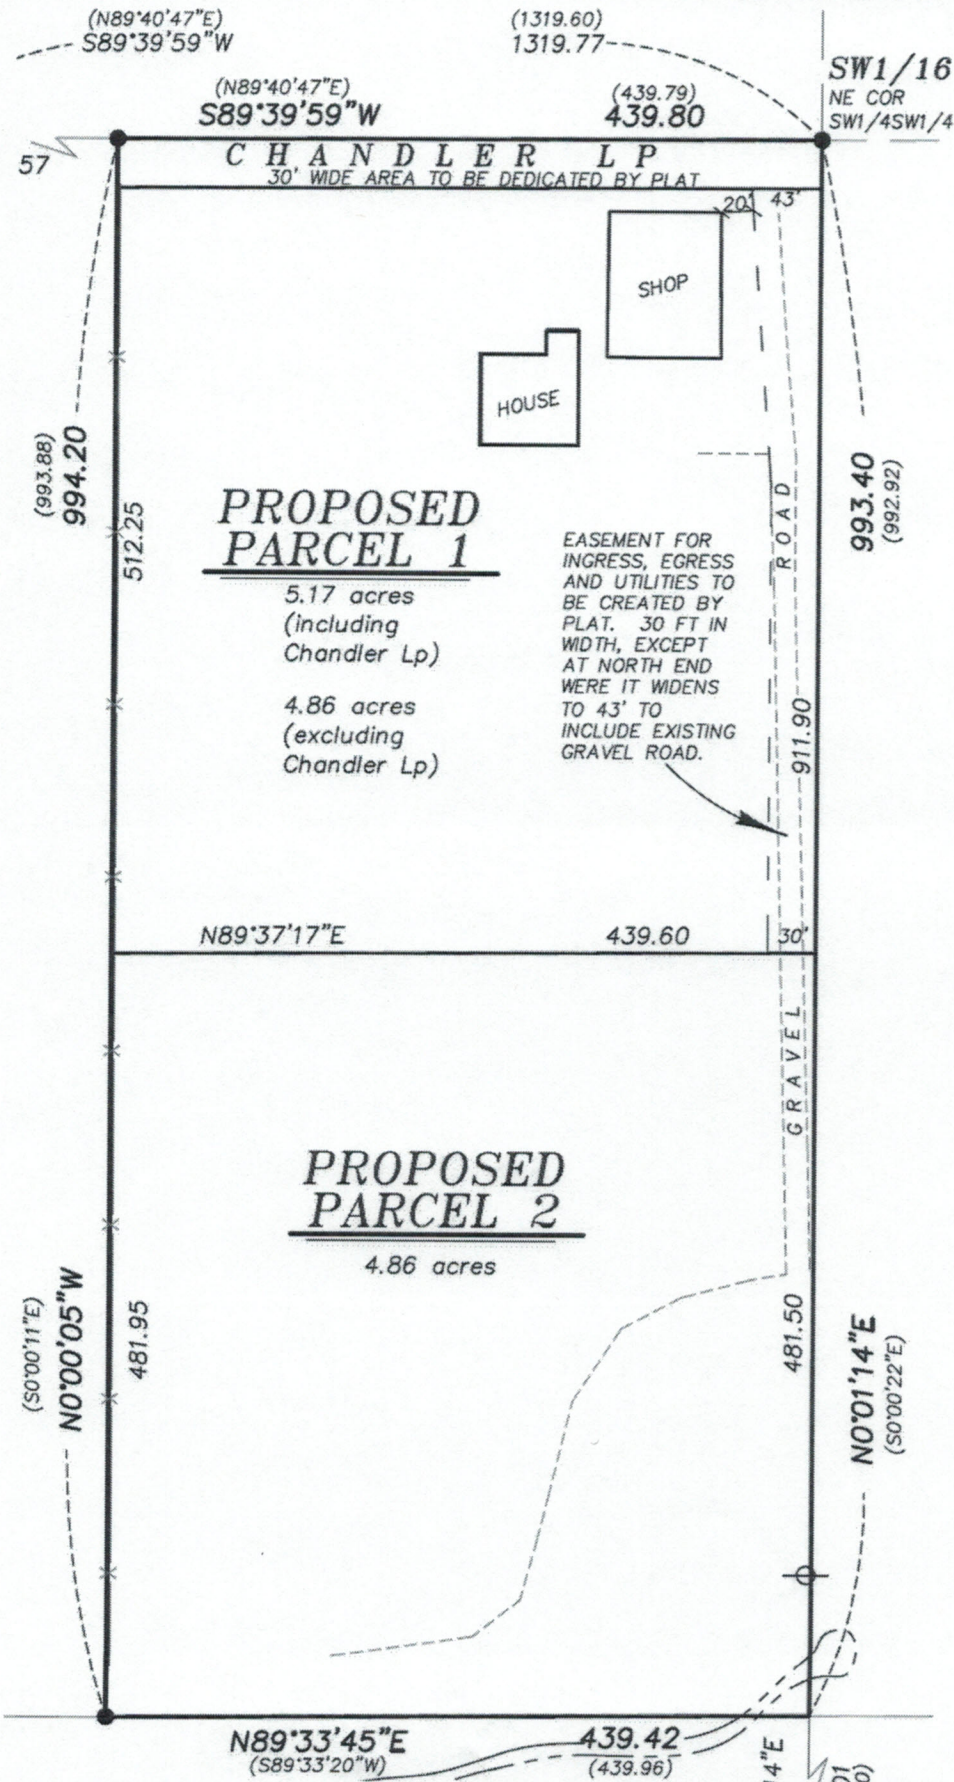 (N89°40'47"E)
S89°39'59"W
(1319.60)
1319.77
SW1/16
NE COR
SW1/4SW1/4
(N89°40'47"E)
S89°39'59"W
(439.79)
439.80
57
CHANDLER LP
30' WIDE AREA TO BE DEDICATED BY PLAT
20'
43'
SHOP
HOUSE
(993.88)
994.20
512.25
993.40
(992.92)
PROPOSED
PARCEL 1
5.17 acres
(including
Chandler Lp)
4.86 acres
(excluding
Chandler Lp)
EASEMENT FOR
INGRESS, EGRESS
AND UTILITIES TO
BE CREATED BY
PLAT. 30 FT IN
WIDTH, EXCEPT
AT NORTH END
WERE IT WIDENS
TO 43' TO
INCLUDE EXISTING
GRAVEL ROAD.
ROAD
911.90
N89°37'17"E
439.60
30'
GRAVEL
PROPOSED
PARCEL 2
4.86 acres
(S0°00'11"E)
N0°00'05"W
481.95
481.50
N0°01'14"E
(S0°00'22"E)
N89°33'45"E
(S89°33'20"W)
439.42
(439.96)
14"E
01
0)